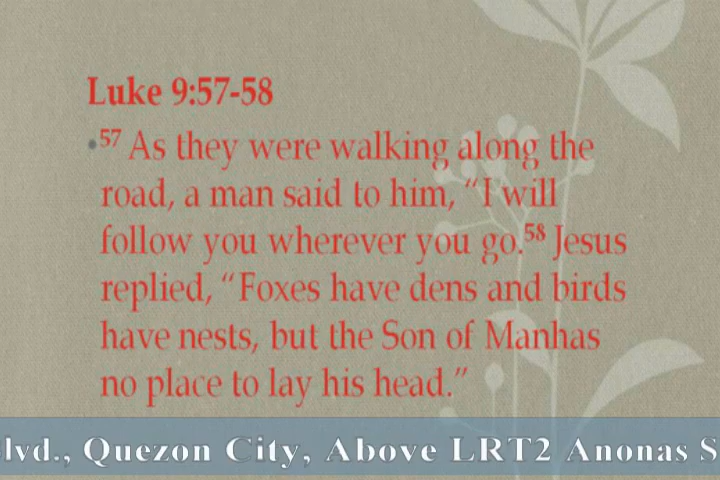 Luke 9:57-58
•57 As they were walking along the
road, a man said to him, “I will
follow you wherever you go.58 Jesus
replied, “Foxes have dens and birds
have nests, but the Son of Manhas
no place to lay his head.”
lvd., Quezon City, Above LRT2 Anonas S